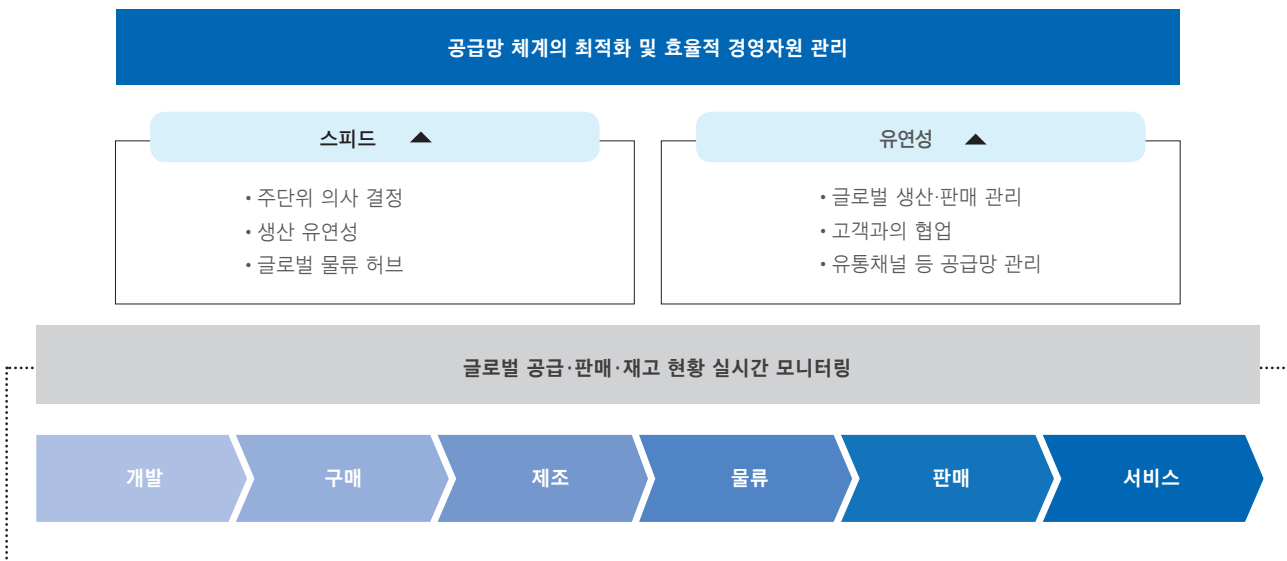 공급망 체계의 최적화 및 효율적 경영자원 관리
스피드 ▲
• 주단위 의사 결정
• 생산 유연성
• 글로벌 물류 허브
유연성 ▲
• 글로벌 생산·판매 관리
• 고객과의 협업
• 유통채널 등 공급망 관리
글로벌 공급·판매·재고 현황 실시간 모니터링
개발
구매
제조
물류
판매
서비스